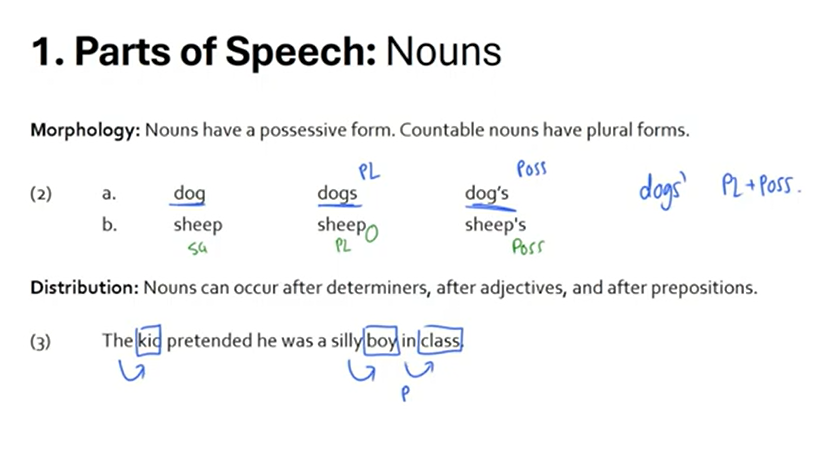 1. Parts of Speech: Nouns
Morphology: Nouns have a possessive form. Countable nouns have plural forms.
PL Poss
(2) a. dog dogs dog's dogs' PL+Poss.
b. sheep sheep∅ sheep's
SG PL Poss
Distribution: Nouns can occur after determiners, after adjectives, and after prepositions.
(3) The kid pretended he was a silly boy in class.
P